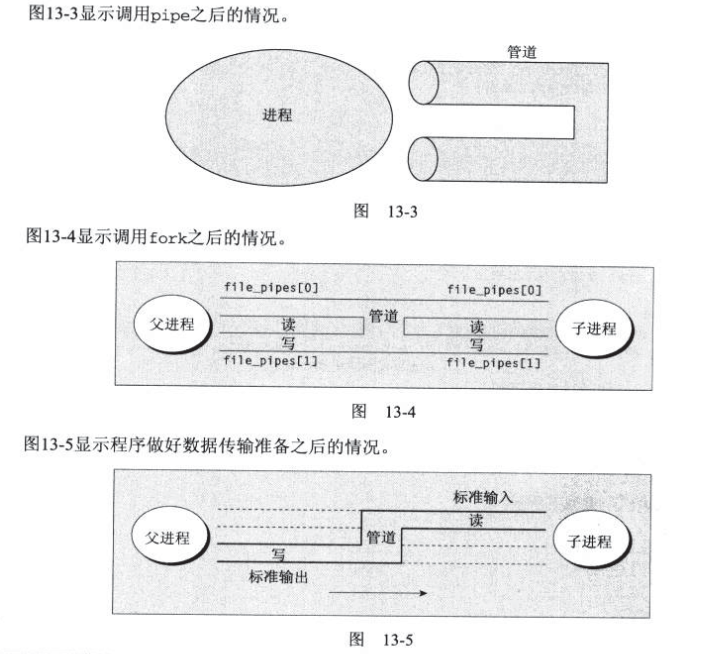 图13-3显示调用pipe之后的情况。
管道
进程
图 13-3
图13-4显示调用fork之后的情况。
file_pipes[0] file_pipes[0]
父进程 读 管道 读 子进程
写 写
file_pipes[1] file_pipes[1]
图 13-4
图13-5显示程序做好数据传输准备之后的情况。
标准输入
读
父进程 管道 子进程
写
标准输出
图 13-5